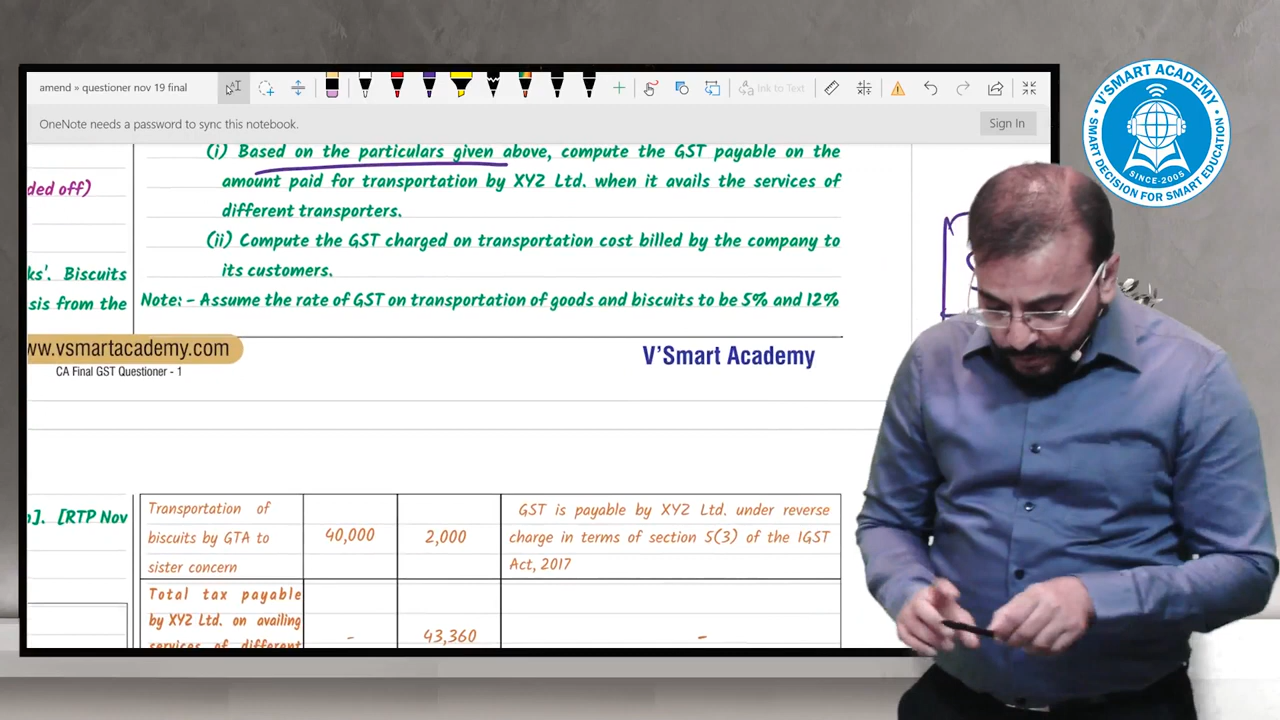 amend » questioner nov 19 final
Ink to Text
OneNote needs a password to sync this notebook.
Sign In
V'SMART ACADEMY
SINCE-2005
SMART DECISION FOR SMART EDUCATION
(i) Based on the particulars given above, compute the GST payable on the
amount paid for transportation by XYZ Ltd. when it avails the services of
different transporters.
(ii) Compute the GST charged on transportation cost billed by the company to
its customers.
Note: - Assume the rate of GST on transportation of goods and biscuits to be 5% and 12%
ded off)
ks'. Biscuits
sis from the
ww.vsmartacademy.com
V'Smart Academy
CA Final GST Questioner - 1
]. [RTP Nov
Transportation of
biscuits by GTA to
sister concern
40,000
2,000
GST is payable by XYZ Ltd. under reverse
charge in terms of section 5(3) of the IGST
Act, 2017
Total tax payable
by XYZ Ltd. on availing
services of different
-
43,360
-